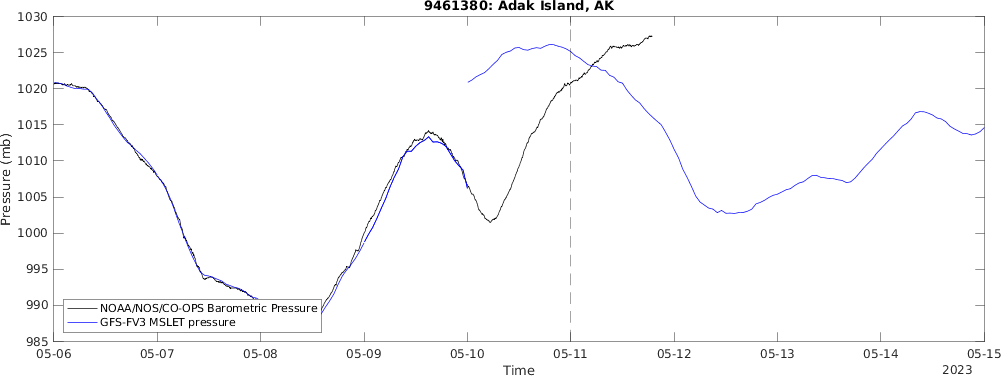 9461380: Adak Island, AK
1030
1025
1020
1015
1010
1005
1000
995
990
985
Pressure (mb)
NOAA/NOS/CO-OPS Barometric Pressure
GFS-FV3 MSLET pressure
05-06 05-07 05-08 05-09 05-10 05-11 05-12 05-13 05-14 05-15
Time
2023